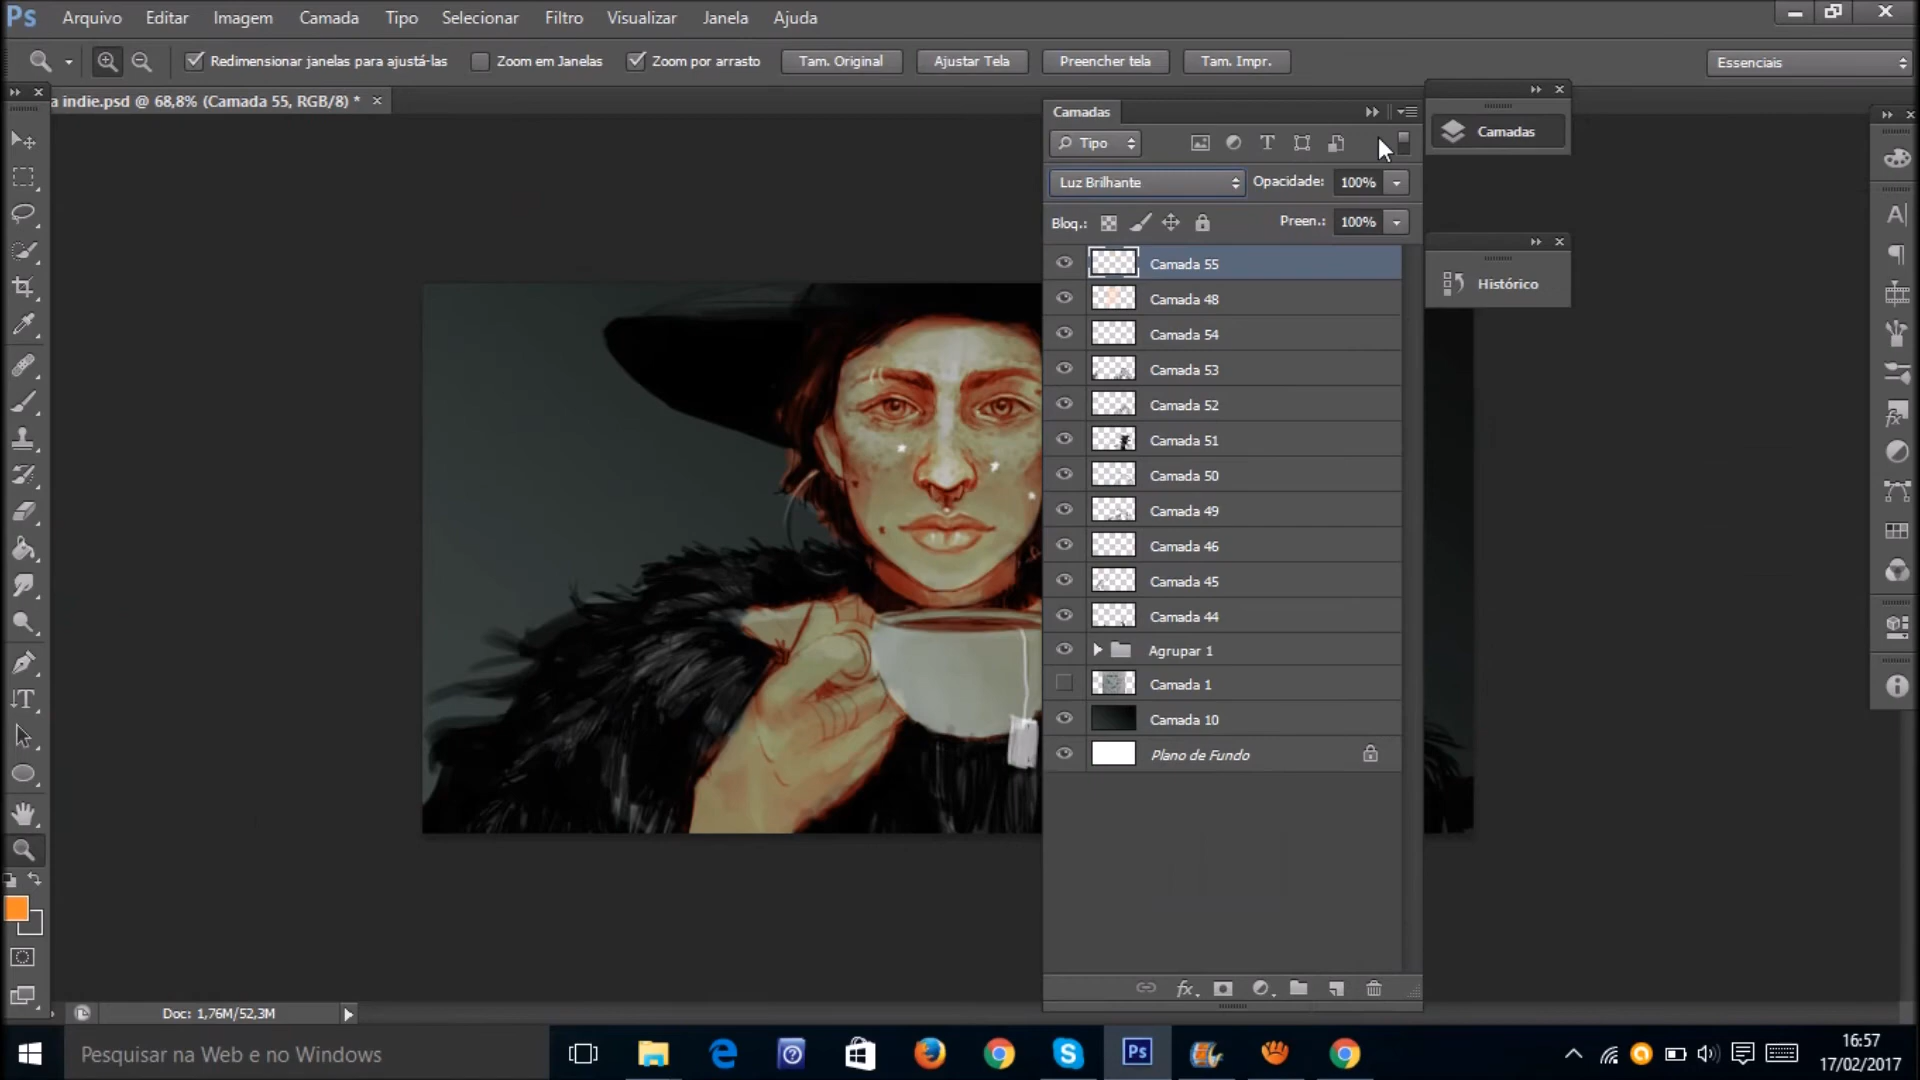 Ps Arquivo Editar Imagem Camada Tipo Selecionar Filtro Visualizar Janela Ajuda
Redimensionar janelas para ajustá-las Zoom em Janelas Zoom por arrasto Tam. Original Ajustar Tela Preencher tela Tam. Impr. Essenciais
a indie.psd @ 68,8% (Camada 55, RGB/8) *
Camadas
Camadas
Tipo
Luz Brilhante Opacidade: 100%
Bloq.: Preen.: 100%
Camada 55
Histórico
Camada 48
Camada 54
Camada 53
Camada 52
Camada 51
Camada 50
Camada 49
Camada 46
Camada 45
Camada 44
Agrupar 1
Camada 1
Camada 10
Plano de Fundo
fx
Doc: 1,76M/52,3M
Pesquisar na Web e no Windows
Ps
16:57
17/02/2017